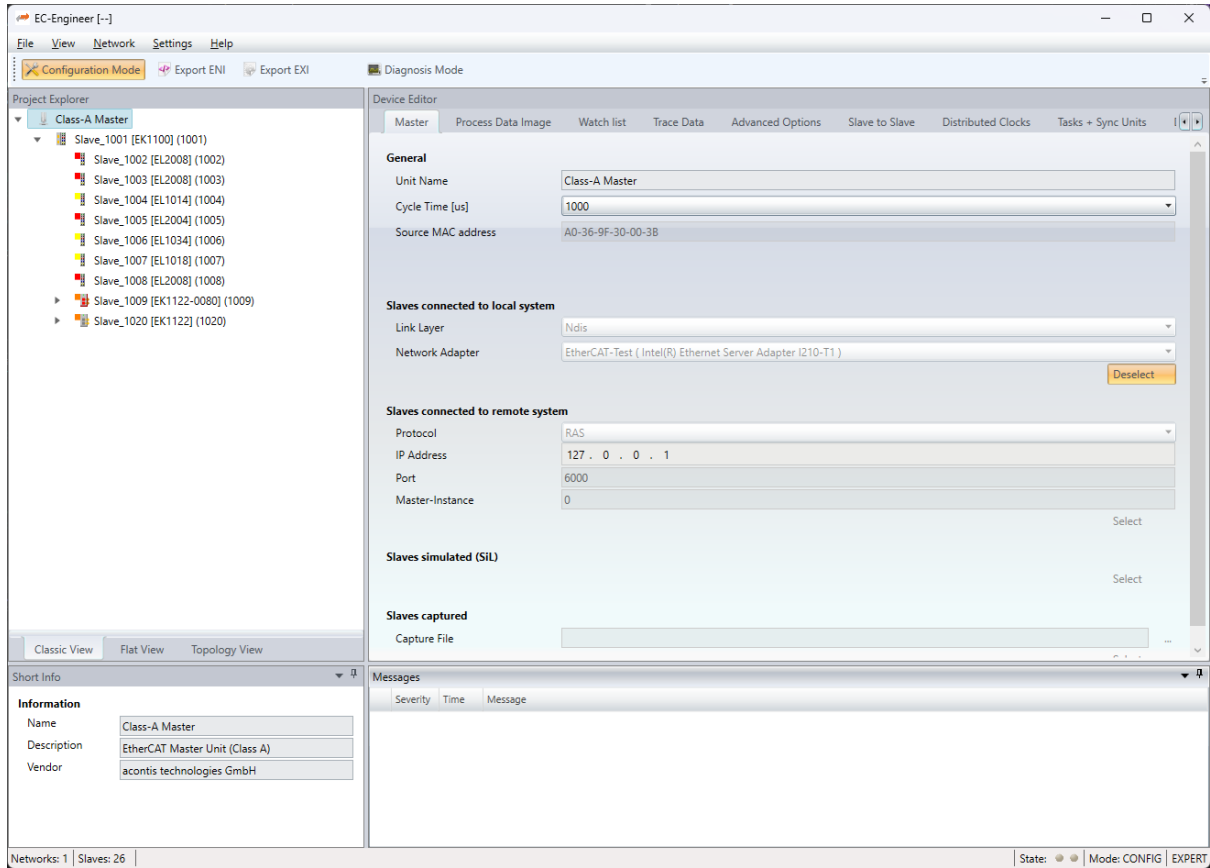 EC-Engineer [--]
File View Network Settings Help
Configuration Mode Export ENI Export EXI Diagnosis Mode
Project Explorer
Class-A Master
Slave_1001 [EK1100] (1001)
Slave_1002 [EL2008] (1002)
Slave_1003 [EL2008] (1003)
Slave_1004 [EL1014] (1004)
Slave_1005 [EL2004] (1005)
Slave_1006 [EL1034] (1006)
Slave_1007 [EL1018] (1007)
Slave_1008 [EL2008] (1008)
Slave_1009 [EK1122-0080] (1009)
Slave_1020 [EK1122] (1020)
Classic View Flat View Topology View
Device Editor
Master Process Data Image Watch list Trace Data Advanced Options Slave to Slave Distributed Clocks Tasks + Sync Units
General
Unit Name Class-A Master
Cycle Time [us] 1000
Source MAC address A0-36-9F-30-00-3B
Slaves connected to local system
Link Layer Ndis
Network Adapter EtherCAT-Test ( Intel(R) Ethernet Server Adapter I210-T1 )
Deselect
Slaves connected to remote system
Protocol RAS
IP Address 127 . 0 . 0 . 1
Port 6000
Master-Instance 0
Select
Slaves simulated (SiL)
Select
Slaves captured
Capture File ...
Short Info
Information
Name Class-A Master
Description EtherCAT Master Unit (Class A)
Vendor acontis technologies GmbH
Messages
Severity Time Message
Networks: 1 Slaves: 26
State: Mode: CONFIG EXPERT